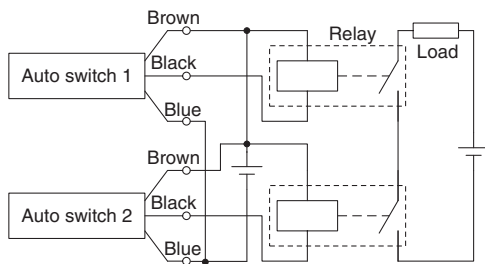 Brown
Relay
Load
Auto switch 1
Black
Blue
Brown
Auto switch 2
Black
Blue